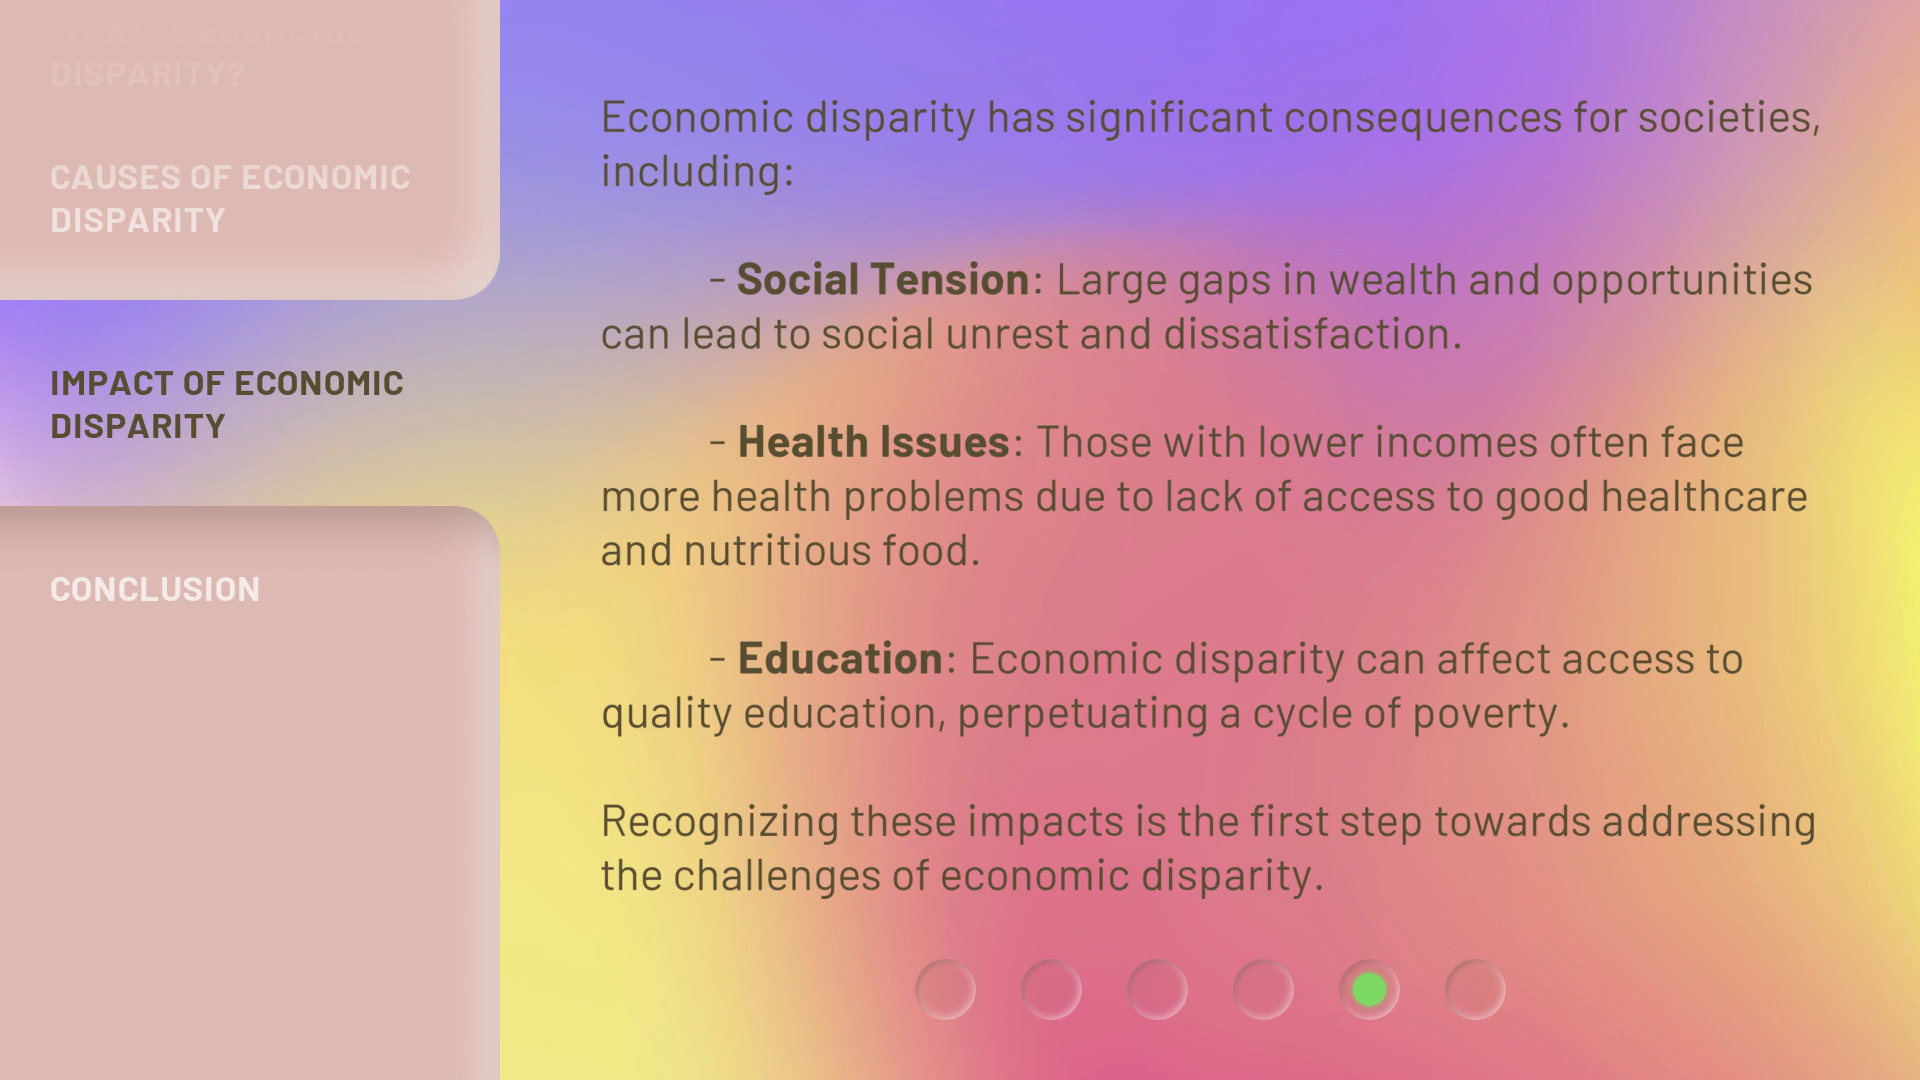 WHAT IS ECONOMIC
DISPARITY?
CAUSES OF ECONOMIC
DISPARITY
IMPACT OF ECONOMIC
DISPARITY
CONCLUSION
Economic disparity has significant consequences for societies,
including:
- Social Tension: Large gaps in wealth and opportunities
can lead to social unrest and dissatisfaction.
- Health Issues: Those with lower incomes often face
more health problems due to lack of access to good healthcare
and nutritious food.
- Education: Economic disparity can affect access to
quality education, perpetuating a cycle of poverty.
Recognizing these impacts is the first step towards addressing
the challenges of economic disparity.